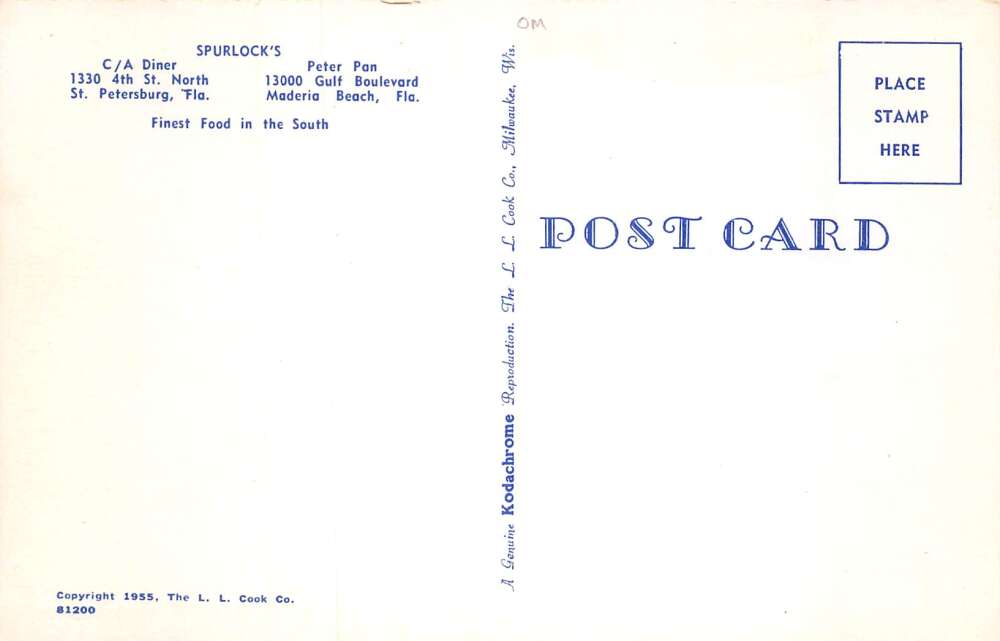 SPURLOCK'S
C/A Diner
1330 4th St. North
St. Petersburg, Fla.
Peter Pan
13000 Gulf Boulevard
Maderia Beach, Fla.
Finest Food in the South
Copyright 1955, The L. L. Cook Co.
81200
A Genuine Kodachrome Reproduction. The L. L. Cook Co., Milwaukee, Wis.
OM
PLACE
STAMP
HERE
POST CARD